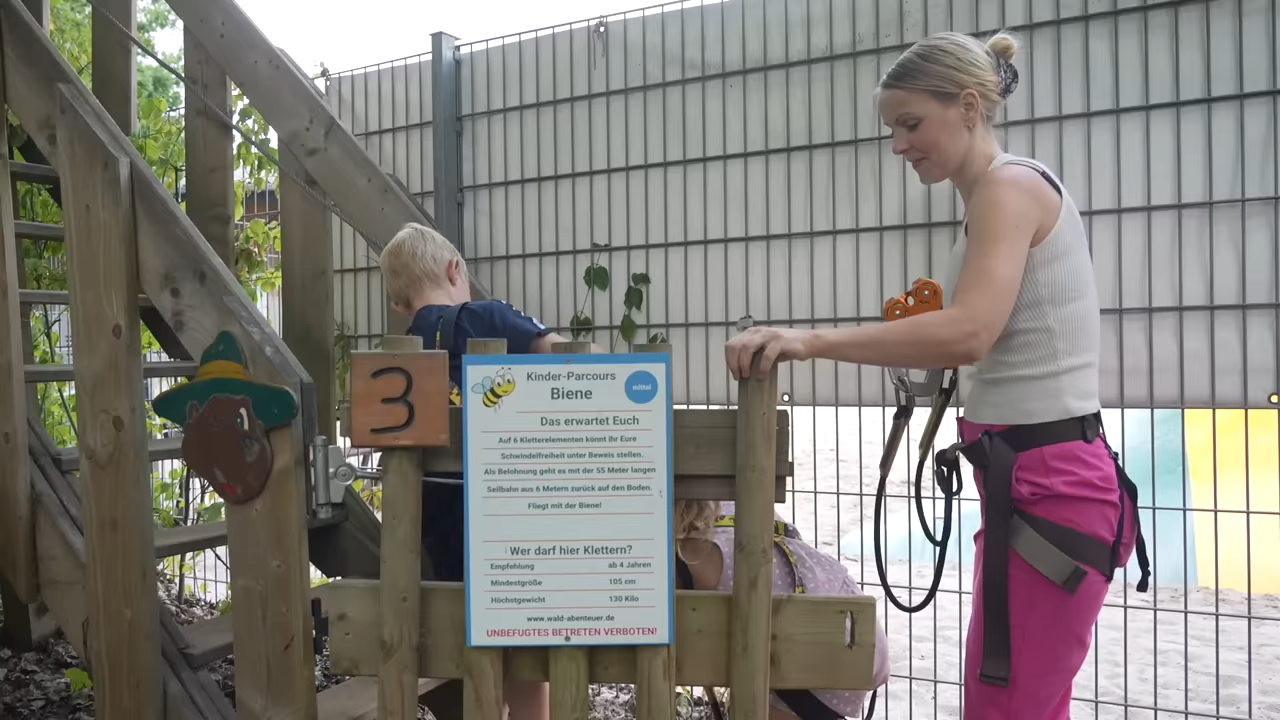 3
Kinder-Parcours
Biene
mittel
Das erwartet Euch
Auf 6 Kletterelementen könnt ihr Eure
Schwindelfreiheit unter Beweis stellen.
Als Belohnung geht es mit der 55 Meter langen
Seilbahn aus 6 Metern zurück auf den Boden.
Fliegt mit der Biene!
Wer darf hier Klettern?
Empfehlung ab 4 Jahren
Mindestgröße 105 cm
Höchstgewicht 130 Kilo
www.wald-abenteuer.de
UNBEFUGTES BETRETEN VERBOTEN!